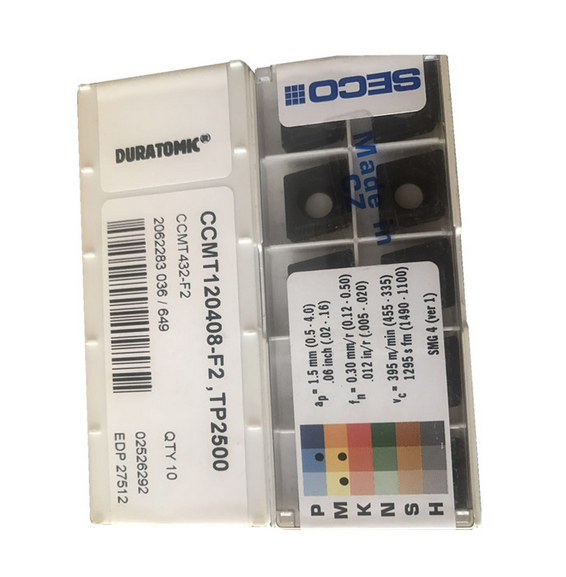 DURATOMIC®
CCMT120408-F2 , TP2500
CCMT432-F2
2062283 036 / 649
QTY 10
02526292
EDP 27512
SECO
Made in
CZ
ap = 1.5 mm (0.5 - 4.0)
.06 inch (.02 - .16)
fn = 0.30 mm/r (0.12 - 0.50)
.012 in/r (.005 - .020)
vc = 395 m/min (455 - 335)
1295 s fm (1490 - 1100)
SMG 4 (ver 1)
P
M
K
N
S
H